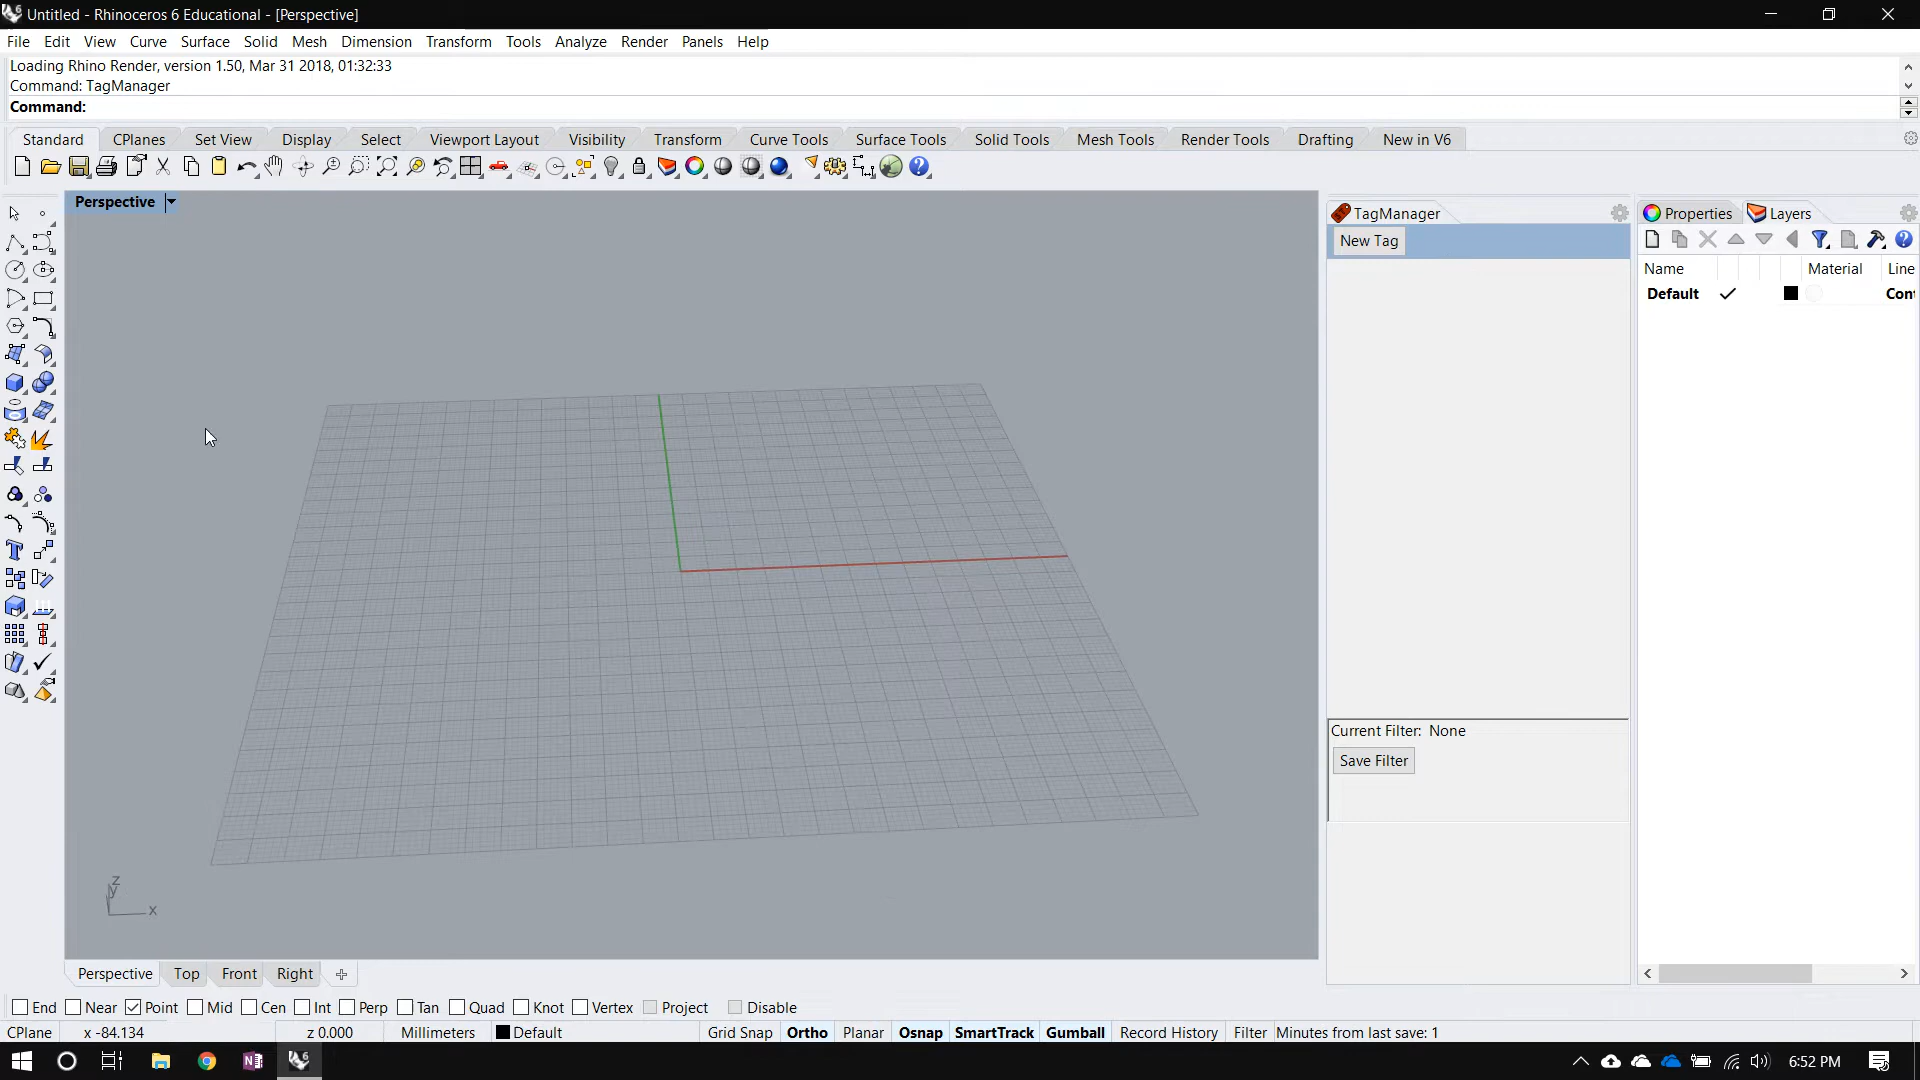 Untitled - Rhinoceros 6 Educational - [Perspective]
File Edit View Curve Surface Solid Mesh Dimension Transform Tools Analyze Render Panels Help
Loading Rhino Render, version 1.50, Mar 31 2018, 01:32:33
Command: TagManager
Command:
Standard CPlanes Set View Display Select Viewport Layout Visibility Transform Curve Tools Surface Tools Solid Tools Mesh Tools Render Tools Drafting New in V6
Perspective
TagManager
Properties Layers
New Tag
Name Material Line
Default Cont
Current Filter: None
Save Filter
z
y
x
Perspective Top Front Right
End Near Point Mid Cen Int Perp Tan Quad Knot Vertex Project Disable
CPlane x -84.134 z 0.000 Millimeters Default Grid Snap Ortho Planar Osnap SmartTrack Gumball Record History Filter Minutes from last save: 1
6:52 PM